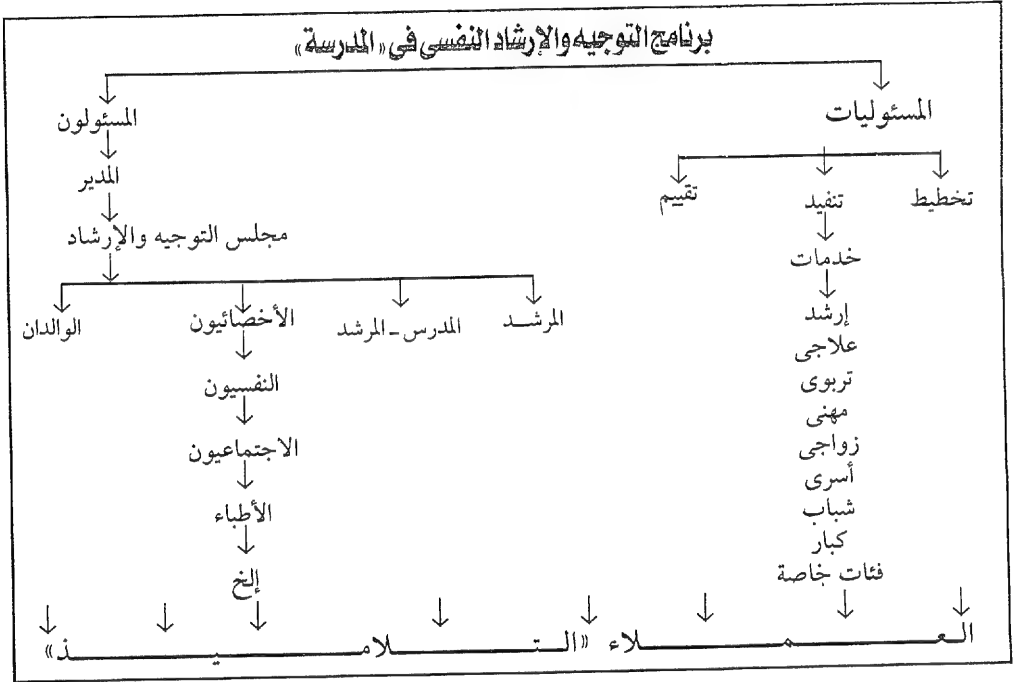 برنامج التوجيه والإرشاد النفسى فى «المدرسة»
المسئوليات
المسئولون
تخطيط
تنفيد
تقييم
خدمات
إرشد
علاجى
تربوى
مهنى
زواجى
أسرى
شباب
كبار
فئات خاصة
المدير
مجلس التوجيه والإرشاد
المرشد
المدرس - المرشد
الأخصائيون
الوالدان
النفسيون
الاجتماعيون
الأطباء
إلخ
العملاء «التلاميذ»